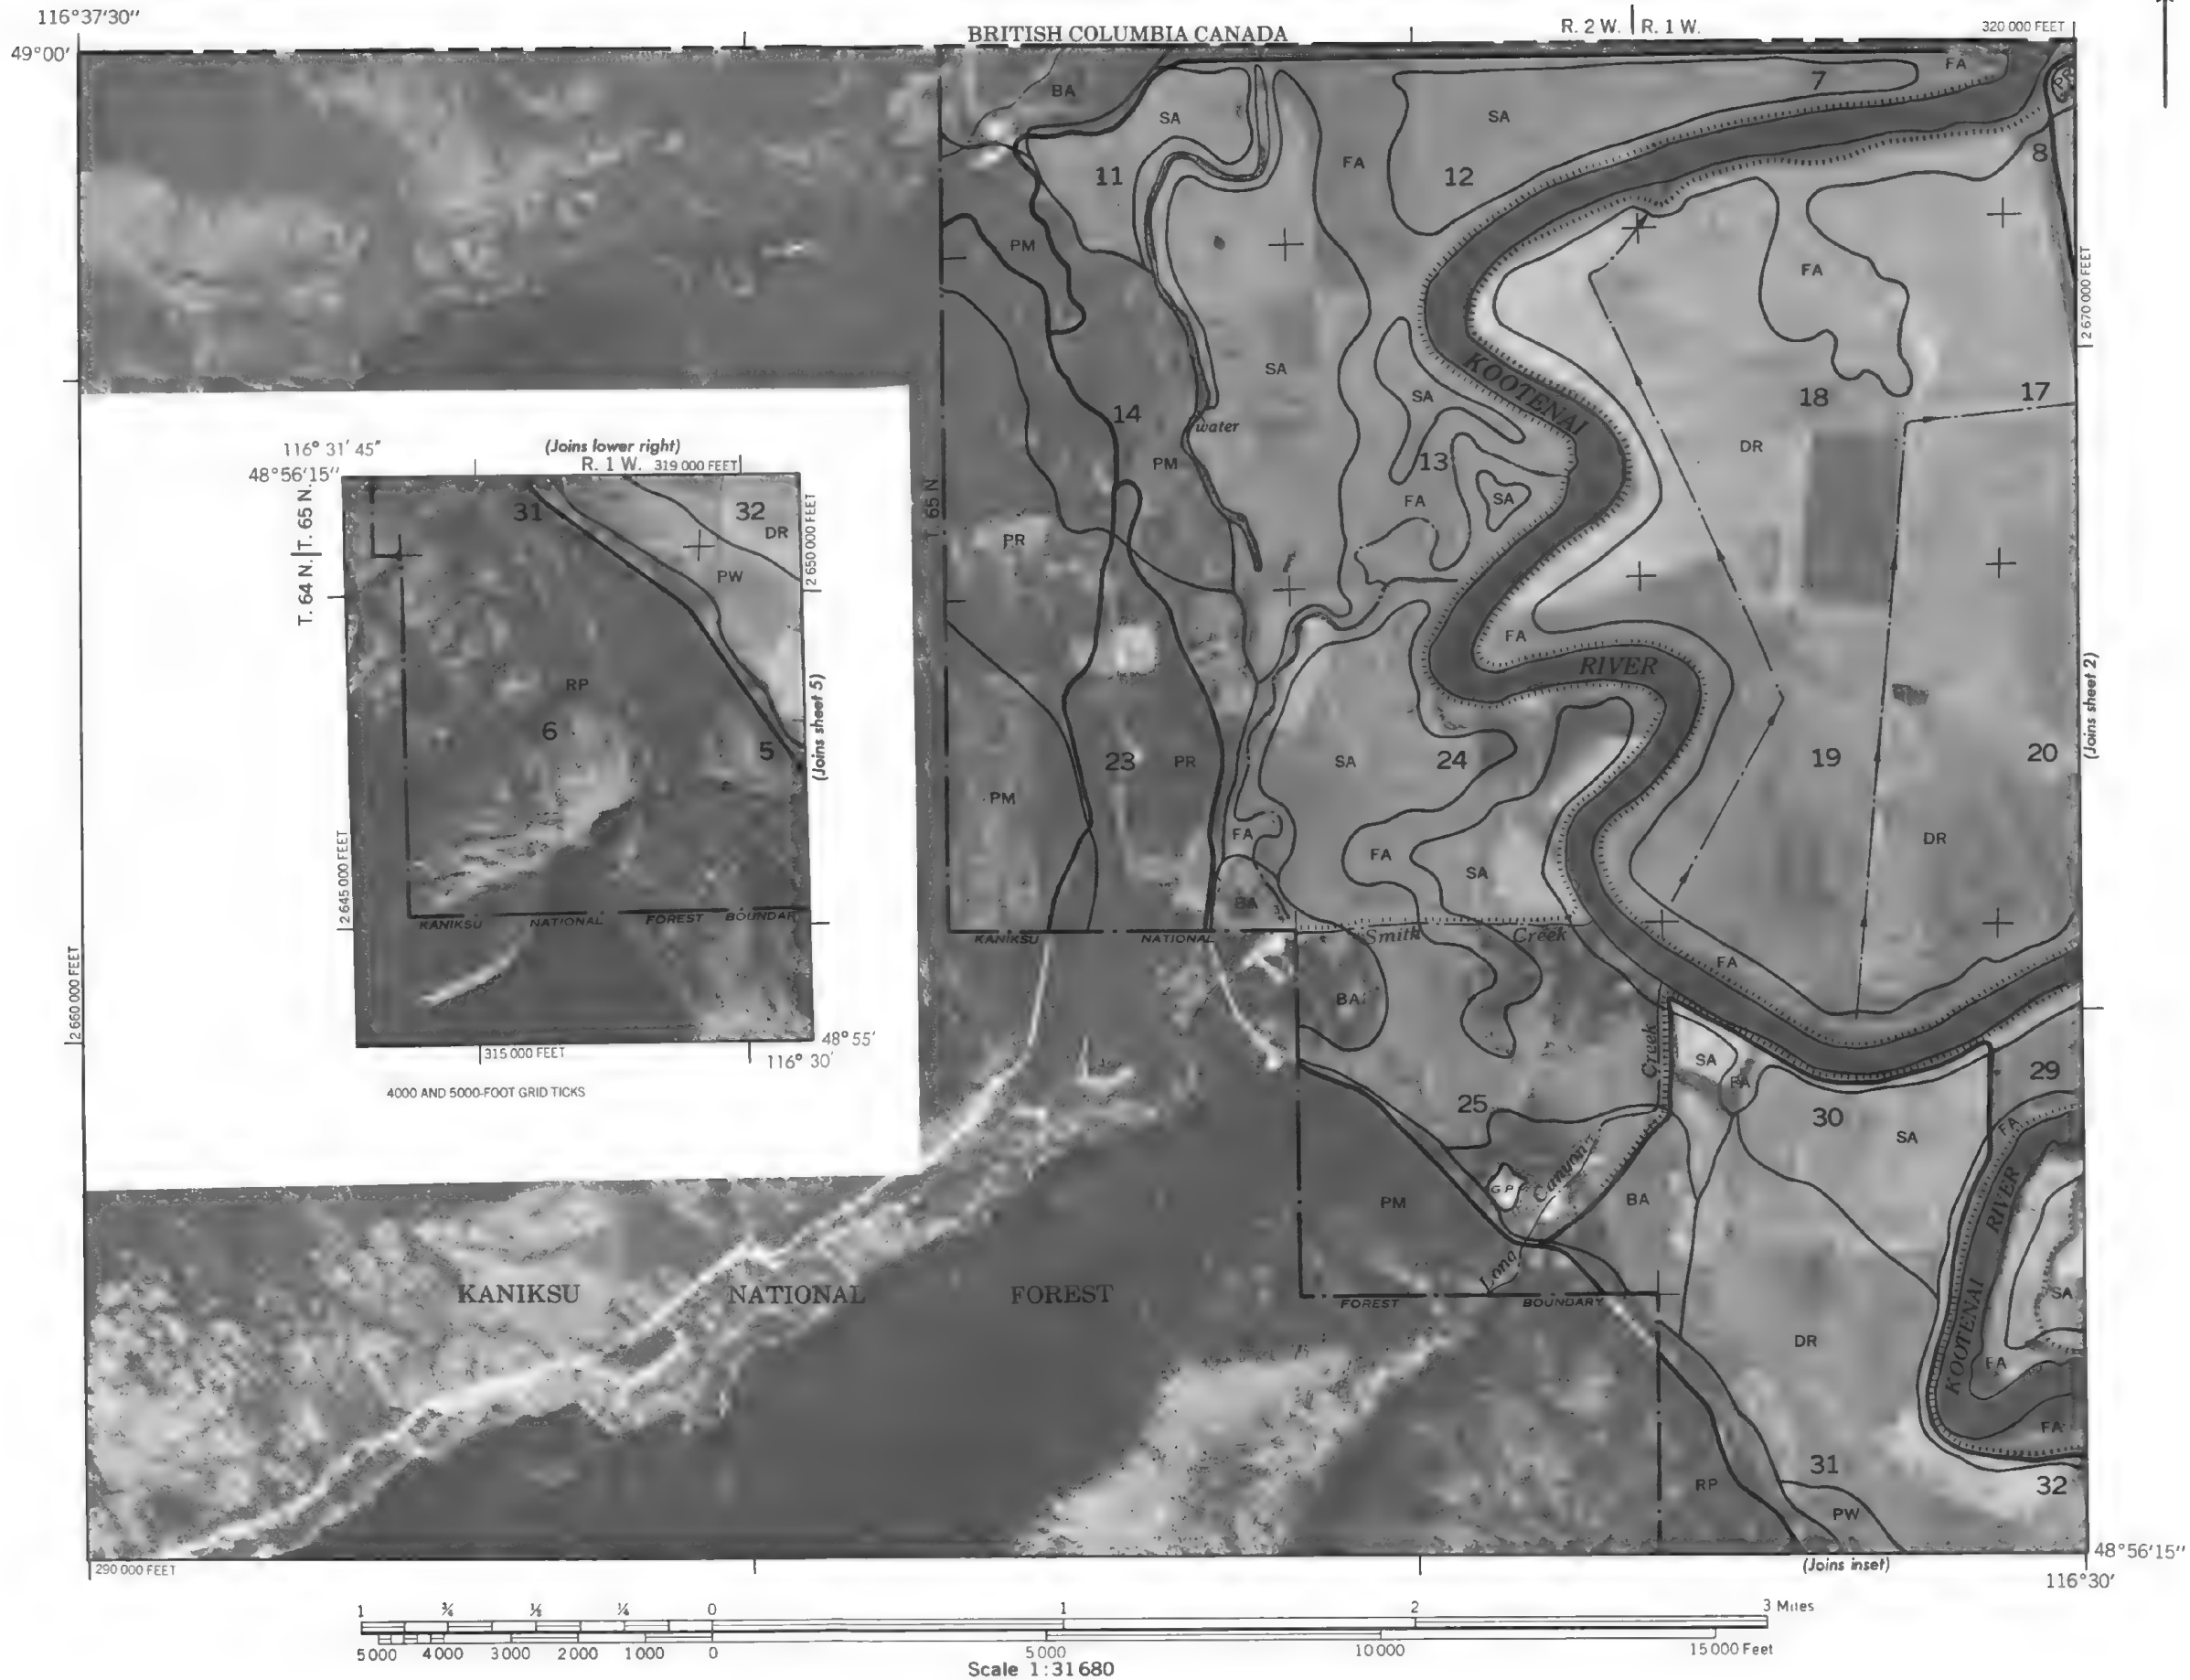 116°37'30"
BRITISH COLUMBIA CANADA
R. 2 W. | R. 1 W.
320 000 FEET
49°00'
BA
SA
SA
7
FA
8
11
FA
12
PM
FA
2 670 000 FEET
SA
KOOTENAI
SA
18
17
14
water
DR
PM
13
FA
SA
T. 65 N.
PR
FA
RIVER
(Joins sheet 2)
23
PR
SA
24
19
20
PM
FA
FA
SA
DR
BA
KANIKSU NATIONAL
Smith Creek
FA
BA
Creek
SA
FA
29
25
30
SA
FA
Canyon
GP
PM
BA
RIVER
Long
SA
FOREST BOUNDARY
KANIKSU NATIONAL FOREST
DR
KOOTENAI
FA
FA
31
32
RP
PW
116° 31' 45"
(Joins lower right)
R. 1 W. 319 000 FEET
48°56'15"
T. 64 N. | T. 65 N.
31
32
DR
2 650 000 FEET
PW
RP
6
5
(Joins sheet 5)
2 645 000 FEET
KANIKSU NATIONAL FOREST BOUNDAR
48°55'
315 000 FEET
116° 30'
4000 AND 5000-FOOT GRID TICKS
2 660 000 FEET
290 000 FEET
(Joins inset)
48°56'15"
116°30'
1 ¾ ½ ¼ 0 1 2 3 Miles
5000 4000 3000 2000 1000 0 5000 10000 15000 Feet
Scale 1:31680